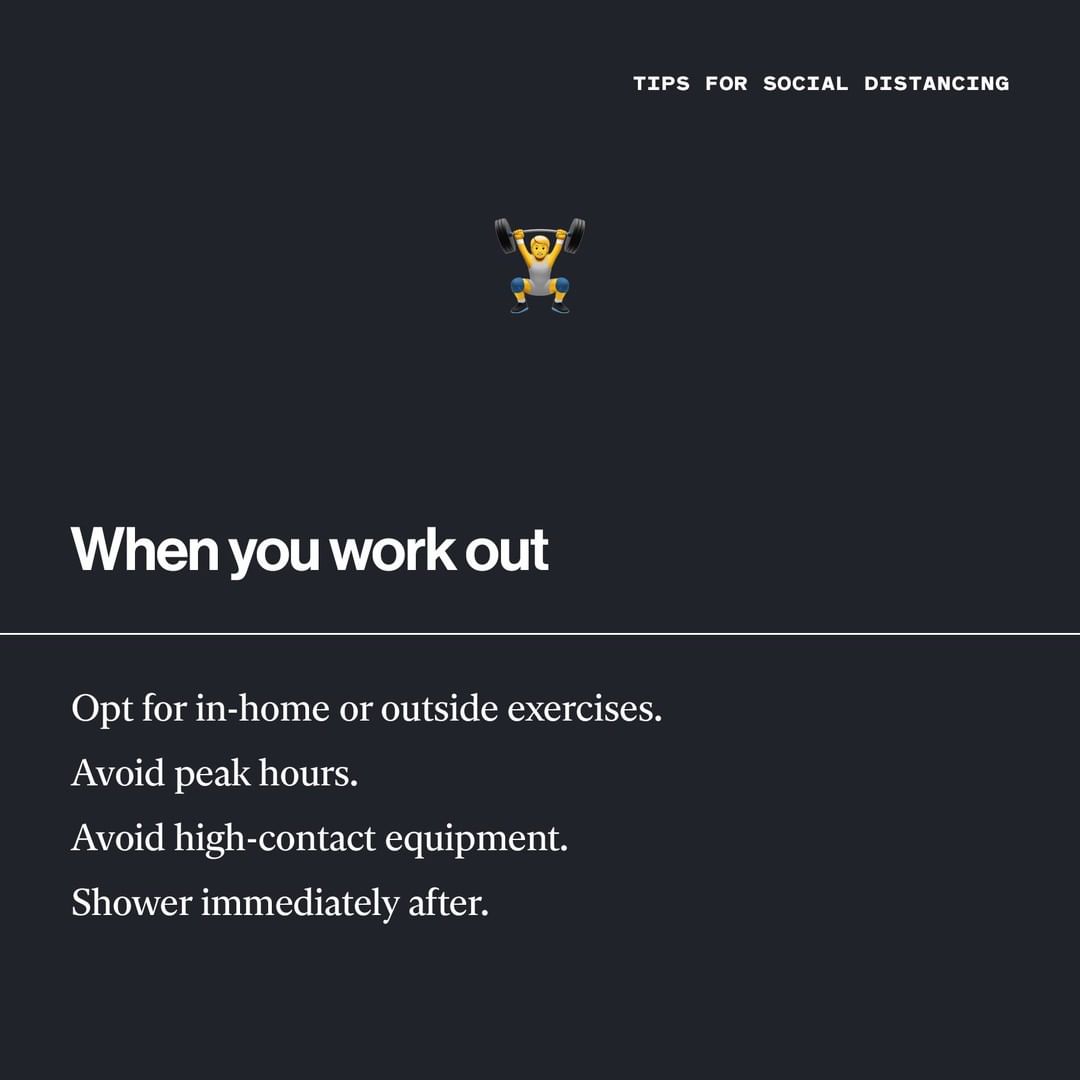 TIPS FOR SOCIAL DISTANCING
When you work out
Opt for in-home or outside exercises.
Avoid peak hours.
Avoid high-contact equipment.
Shower immediately after.